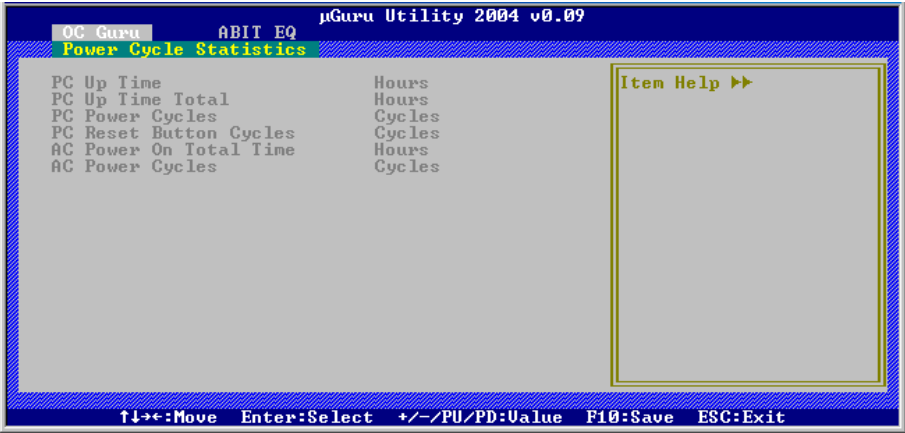 µGuru Utility 2004 v0.09
OC Guru ABIT EQ
Power Cycle Statistics
PC Up Time Hours
PC Up Time Total Hours
PC Power Cycles Cycles
PC Reset Button Cycles Cycles
AC Power On Total Time Hours
AC Power Cycles Cycles
Item Help ▸▸
↑↓→←:Move Enter:Select +/-/PU/PD:Value F10:Save ESC:Exit